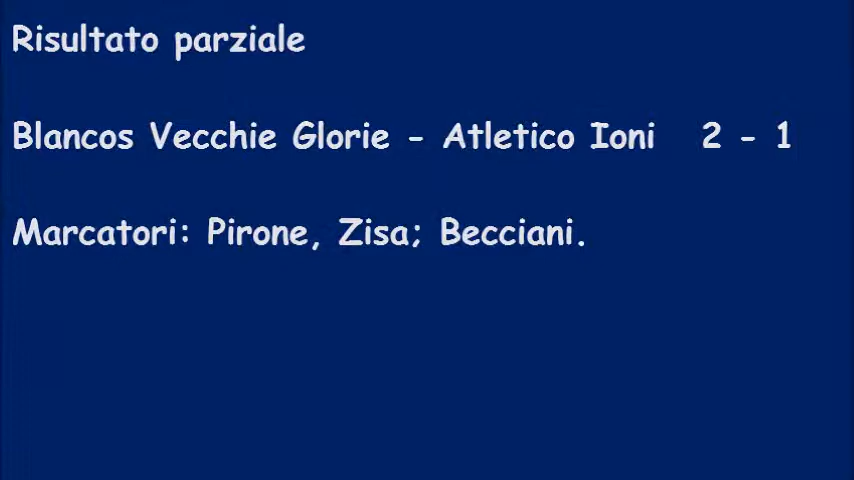 Risultato parziale
Blancos Vecchie Glorie - Atletico Ioni 2 - 1
Marcatori: Pirone, Zisa; Becciani.